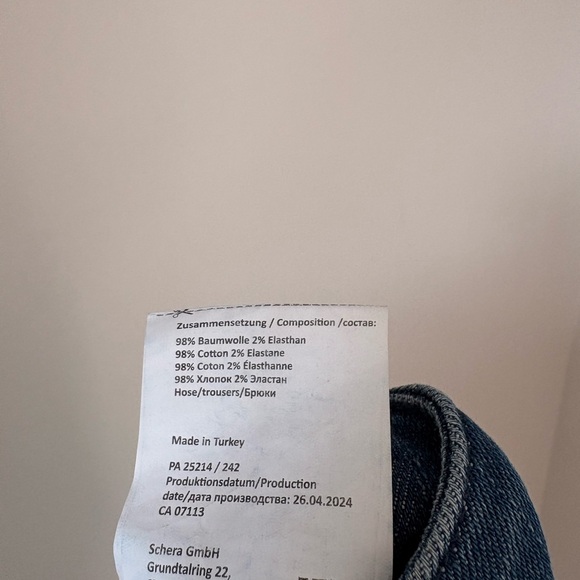 Zusammensetzung / Composition /состав:
98% Baumwolle 2% Elasthan
98% Cotton 2% Elastane
98% Coton 2% Élasthanne
98% Хлопок 2% Эластан
Hose/trousers/Брюки
Made in Turkey
PA 25214 / 242
Produktionsdatum/Production
date/дата производства: 26.04.2024
CA 07113
Schera GmbH
Grundtalring 22,